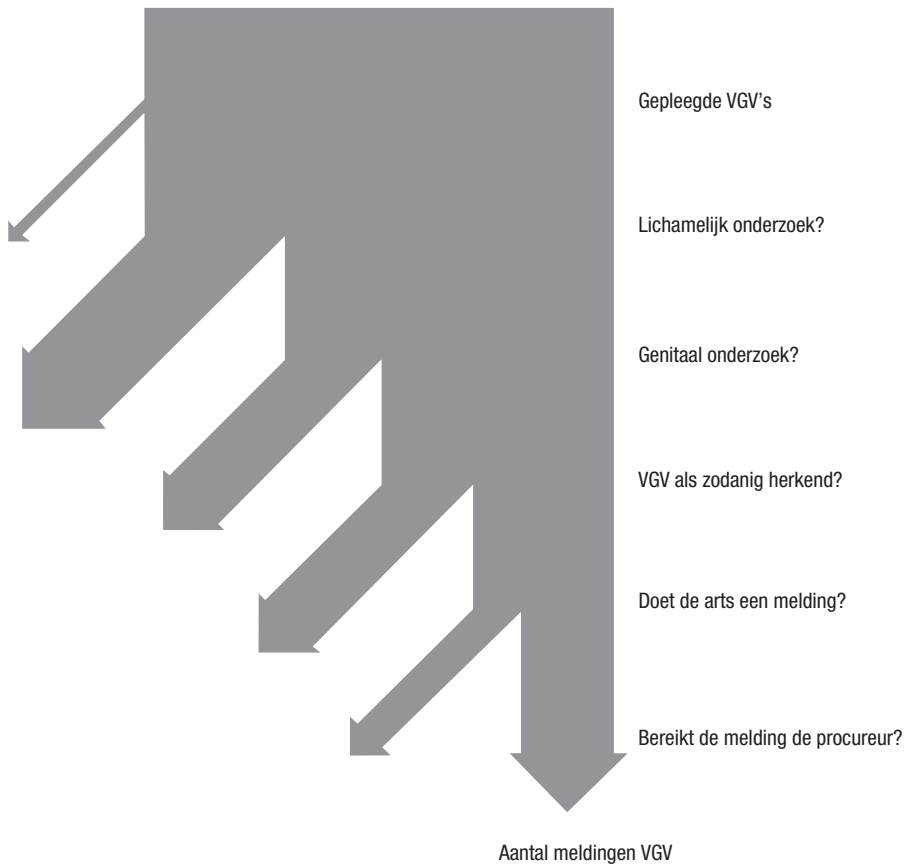 Gepleegde VGV’s
Lichamelijk onderzoek?
Genitaal onderzoek?
VGV als zodanig herkend?
Doet de arts een melding?
Bereikt de melding de procureur?
Aantal meldingen VGV